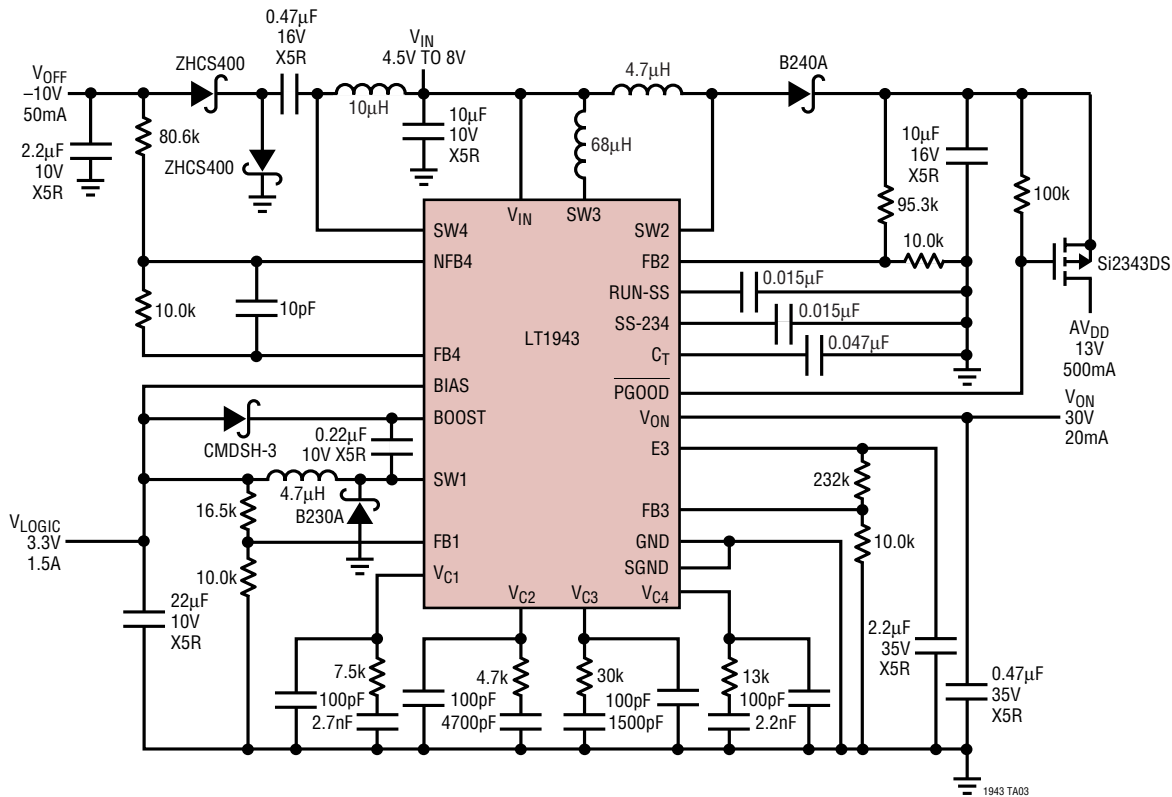 0.47µF
16V
X5R
V_IN
4.5V TO 8V
ZHCS400
4.7µH
B240A
V_OFF
–10V
50mA
10µH
80.6k
10µF
10V
X5R
68µH
10µF
16V
X5R
2.2µF
10V
X5R
ZHCS400
95.3k
100k
V_IN
SW3
SW4
SW2
NFB4
FB2
10.0k
Si2343DS
RUN-SS
0.015µF
10.0k
10pF
SS-234
0.015µF
LT1943
FB4
C_T
0.047µF
AV_DD
13V
500mA
BIAS
PGOOD
BOOST
V_ON
V_ON
30V
20mA
CMDSH-3
0.22µF
10V X5R
E3
SW1
232k
4.7µH
16.5k
B230A
FB3
V_LOGIC
3.3V
1.5A
FB1
GND
10.0k
10.0k
SGND
V_C1
V_C2
V_C3
V_C4
22µF
10V
X5R
2.2µF
35V
X5R
7.5k
4.7k
30k
13k
0.47µF
35V
X5R
100pF
100pF
100pF
100pF
2.7nF
4700pF
1500pF
2.2nF
1943 TA03